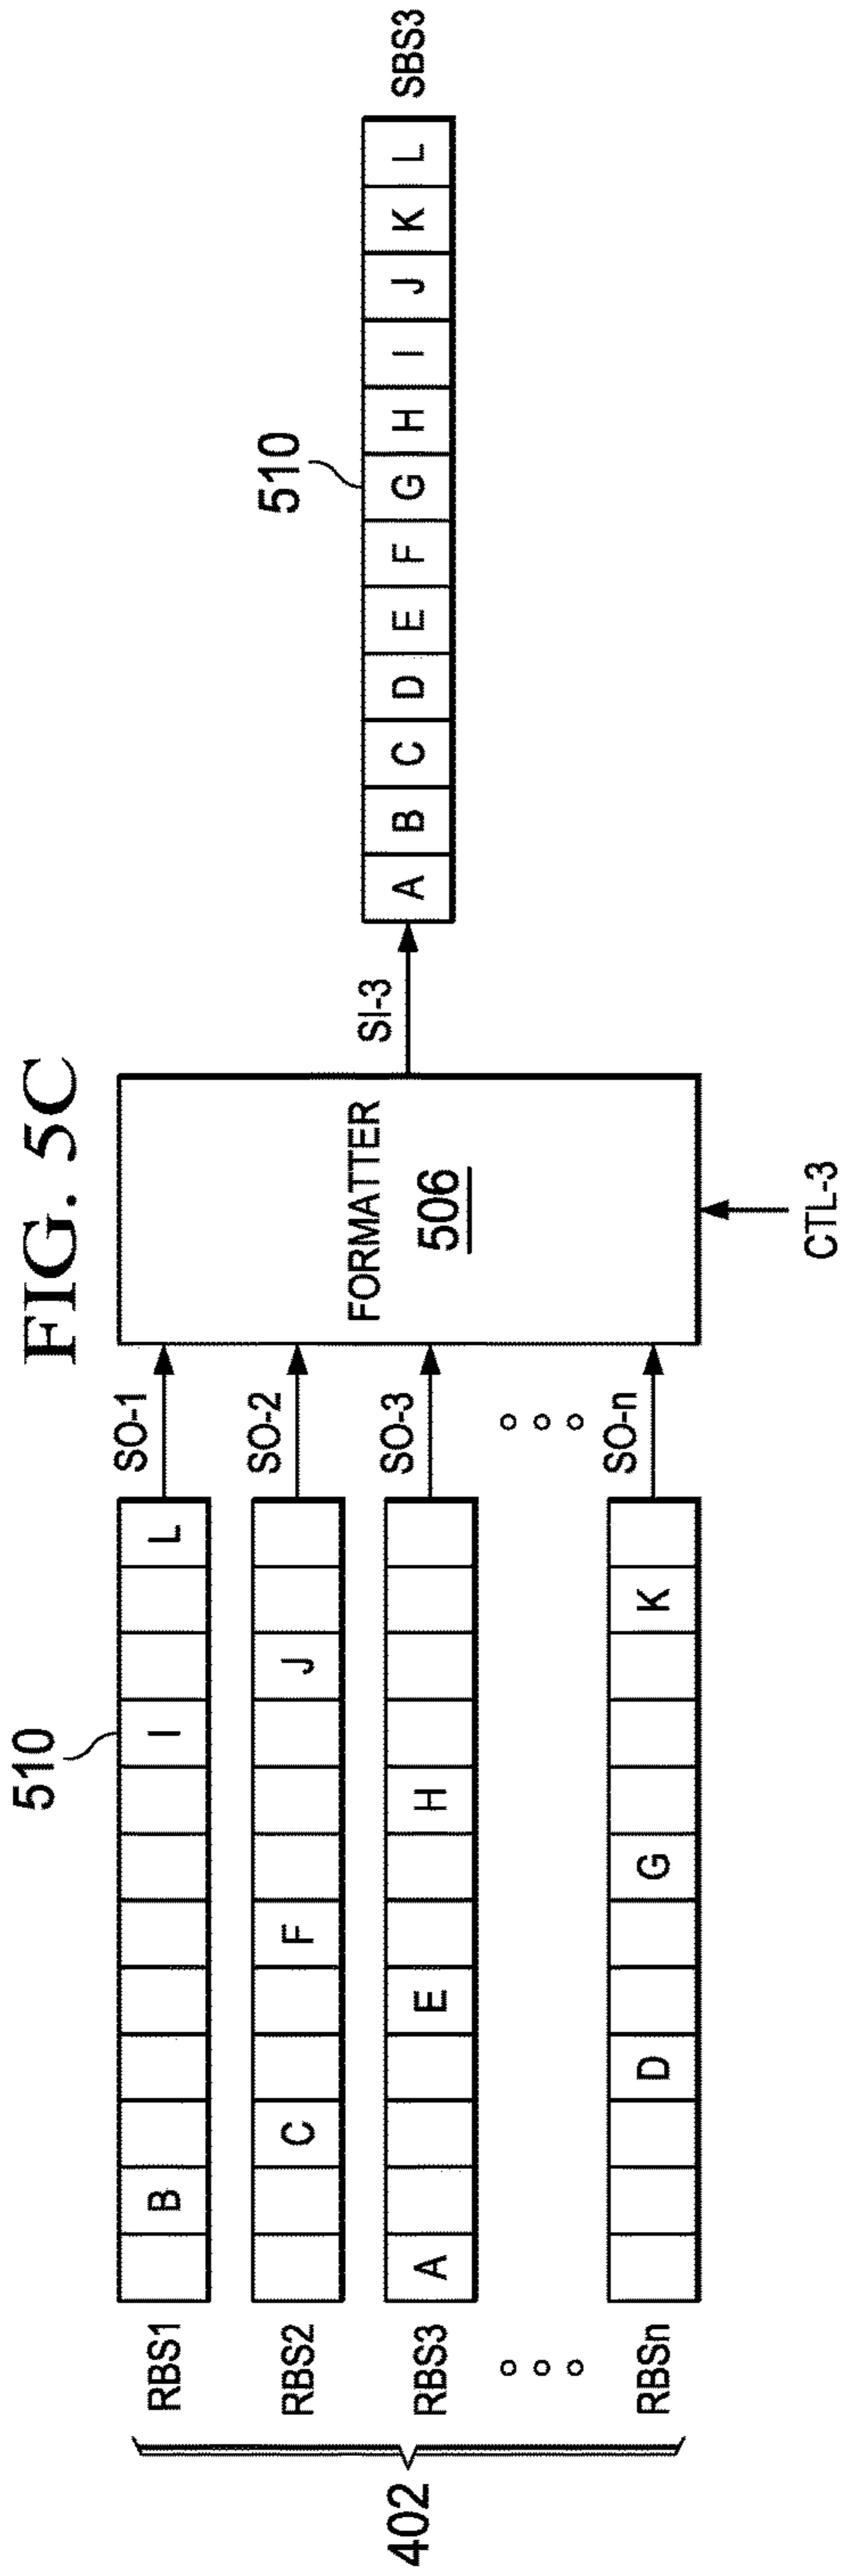 FIG. 5C
510
RBS1 B I L SO-1
RBS2 C F J SO-2
RBS3 A E H SO-3
RBSn D G K SO-n
402
FORMATTER
506
CTL-3
SI-3
510
A B C D E F G H I J K L
SBS3